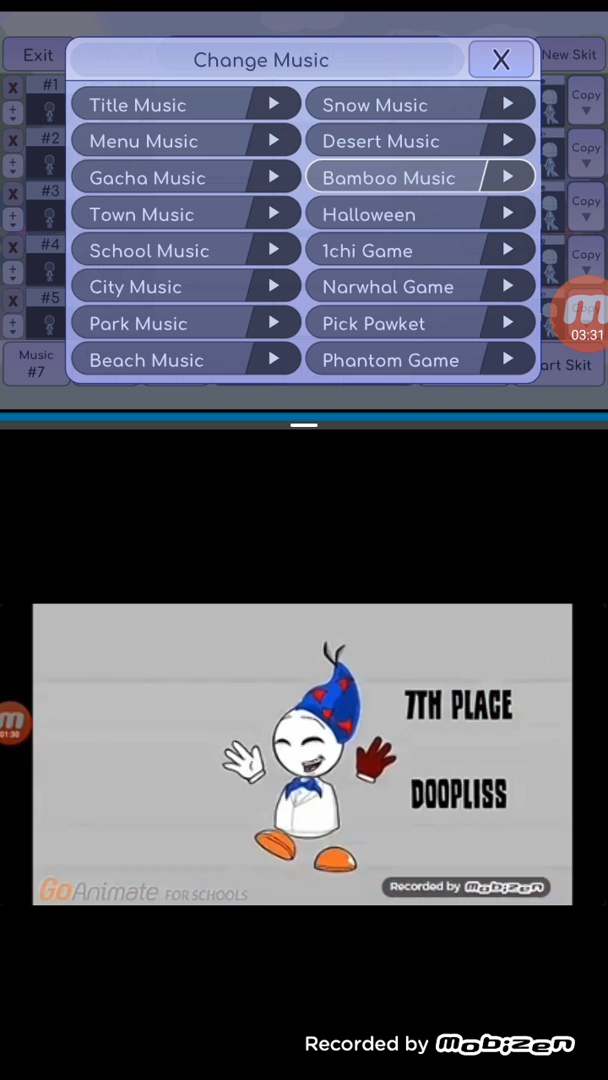 Exit
Change Music
X
New Skit
X
#1
Title Music
Snow Music
Copy
+
X
#2
Menu Music
Desert Music
Copy
+
X
#3
Gacha Music
Bamboo Music
Copy
+
Town Music
Halloween
X
#4
School Music
1chi Game
Copy
+
X
#5
City Music
Narwhal Game
Copy
+
Park Music
Pick Pawket
03:31
Music
#7
Beach Music
Phantom Game
art Skit
7TH PLACE
01:30
DOOPLISS
GoAnimate FOR SCHOOLS
Recorded by mobizen
Recorded by mobizen